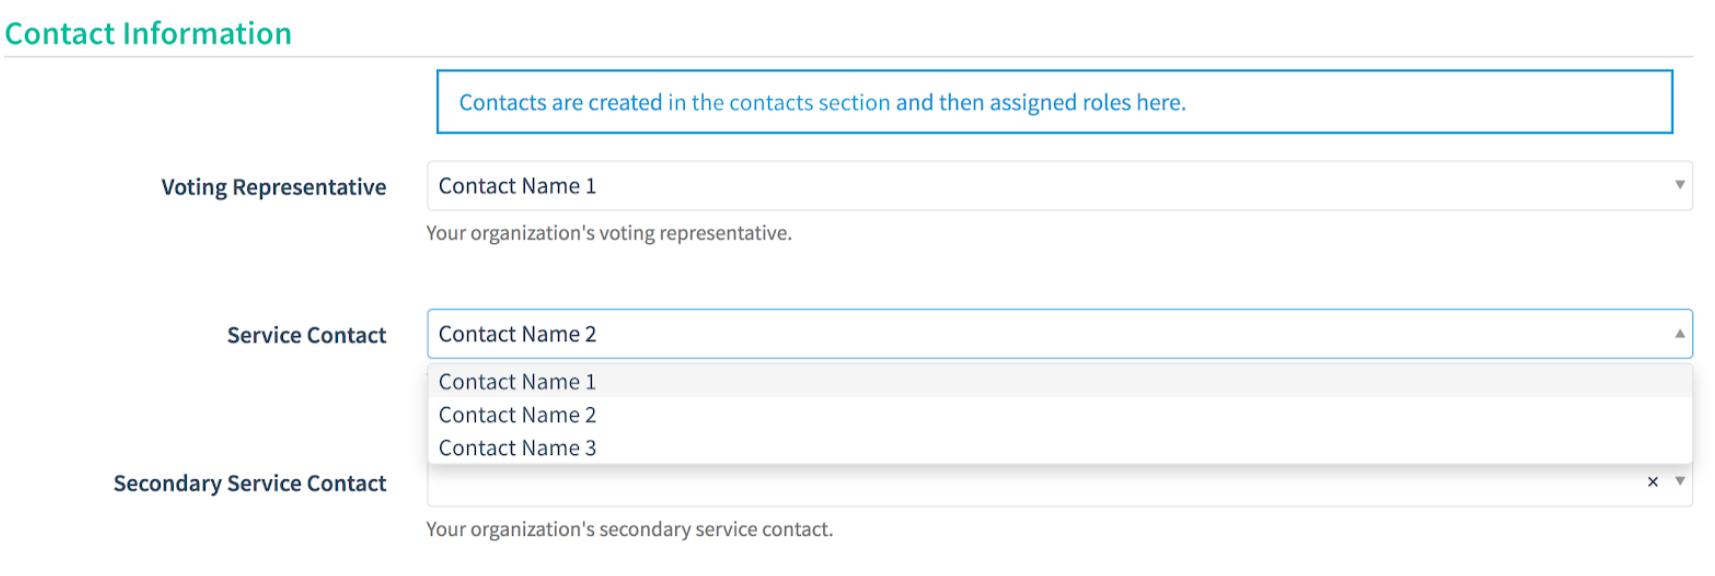 Contact Information
Contacts are created in the contacts section and then assigned roles here.
Voting Representative
Contact Name 1
Your organization's voting representative.
Service Contact
Contact Name 2
Contact Name 1
Contact Name 2
Contact Name 3
Secondary Service Contact
Your organization's secondary service contact.